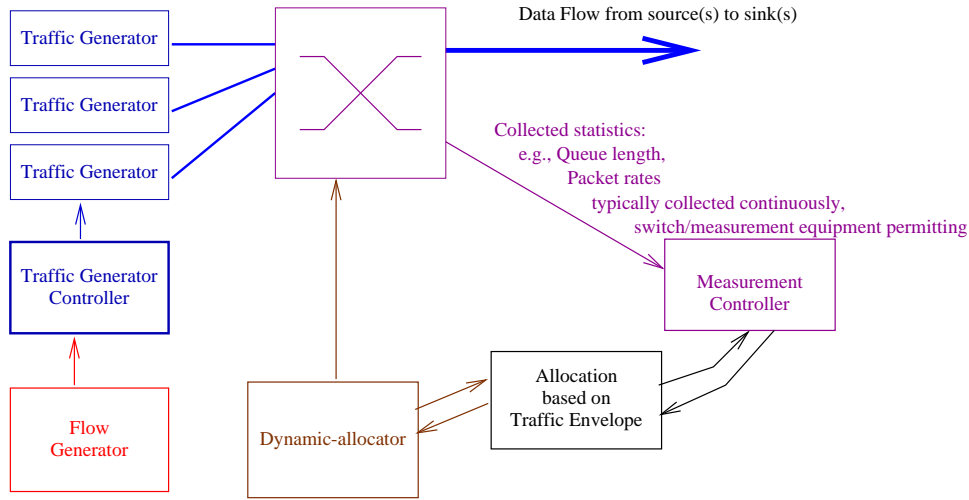 Data Flow from source(s) to sink(s)
Traffic Generator
Traffic Generator
Traffic Generator
Collected statistics:
e.g., Queue length,
Packet rates
typically collected continuously,
switch/measurement equipment permitting
Traffic Generator
Controller
Measurement
Controller
Flow
Generator
Dynamic-allocator
Allocation
based on
Traffic Envelope